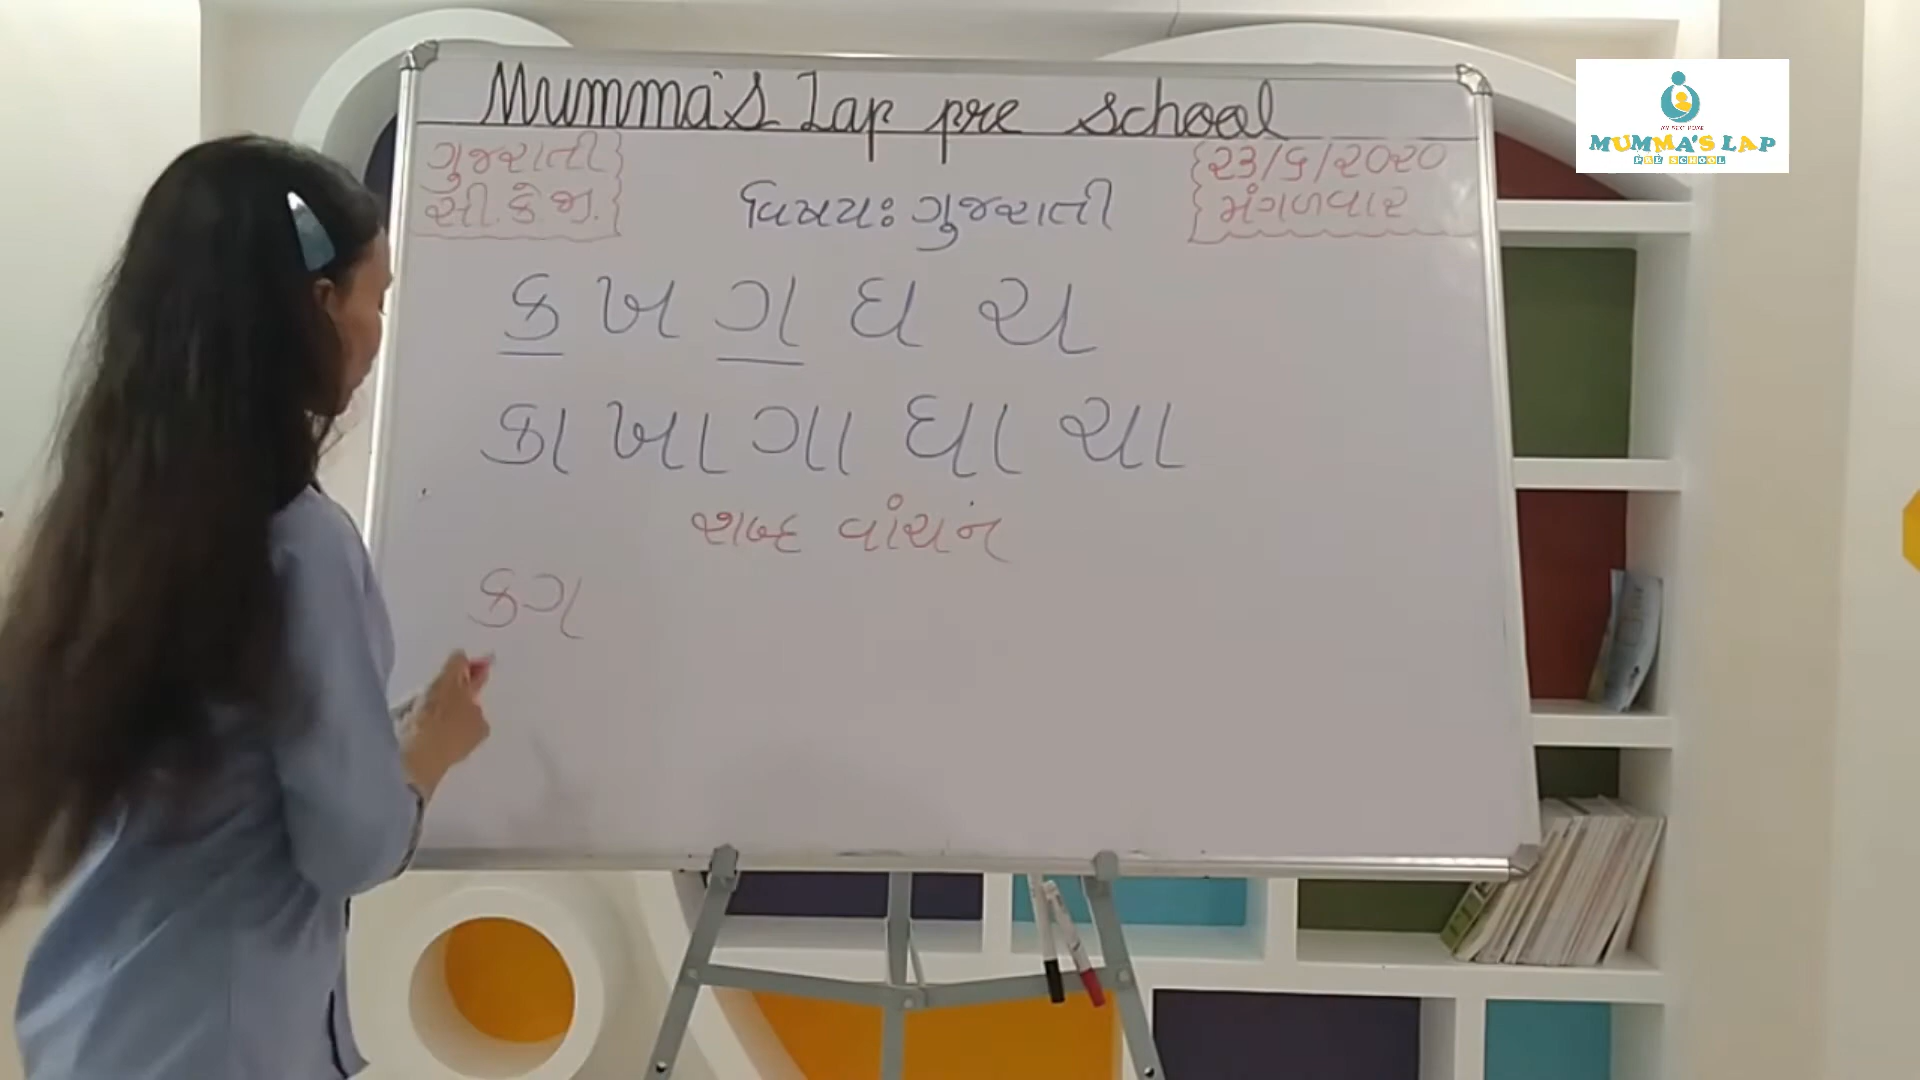 Mumma's Lap pre school
ગુજરાતી
સી.કે.જી.
વિષય: ગુજરાતી
૨૩/૬/૨૦૨૦
મંગળવાર
ક ખ ગ ઘ ચ
કા ખા ગા ઘા ચા
શબ્દ વાંચન
કગ
MUMMA'S LAP
PRE SCHOOL